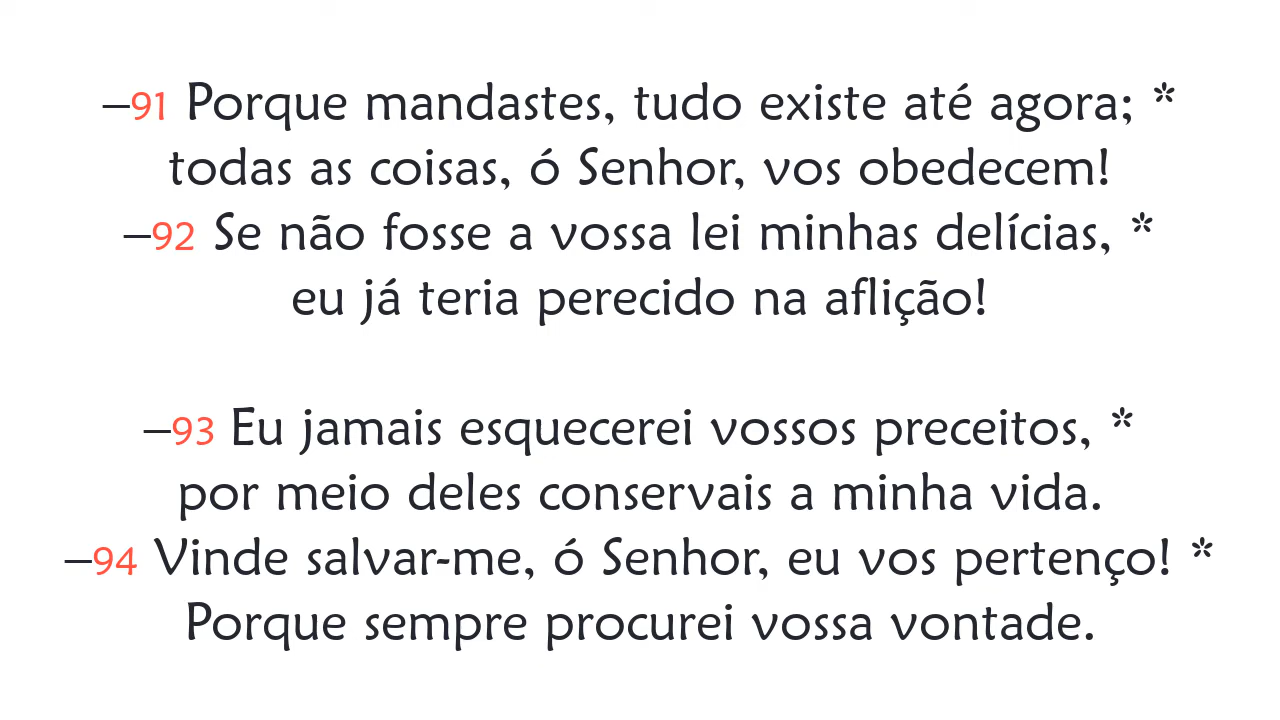 –91 Porque mandastes, tudo existe até agora; *
todas as coisas, ó Senhor, vos obedecem!
–92 Se não fosse a vossa lei minhas delícias, *
eu já teria perecido na aflição!
–93 Eu jamais esquecerei vossos preceitos, *
por meio deles conservais a minha vida.
–94 Vinde salvar-me, ó Senhor, eu vos pertenço! *
Porque sempre procurei vossa vontade.